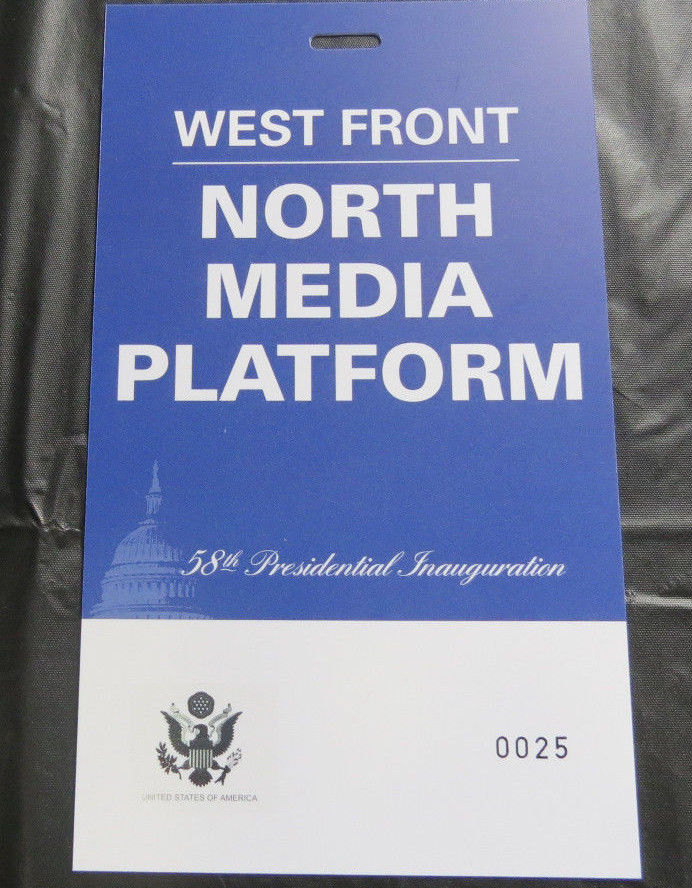 WEST FRONT
NORTH
MEDIA
PLATFORM
58th Presidential Inauguration
0025
UNITED STATES OF AMERICA